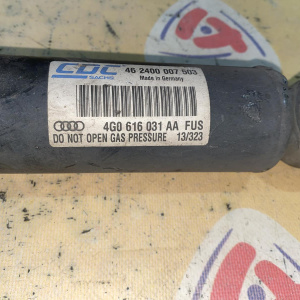 CDC
SACHS
46 2400 007 503
Made in Germany
4G0 616 031 AA FUS
DO NOT OPEN GAS PRESSURE 13/323